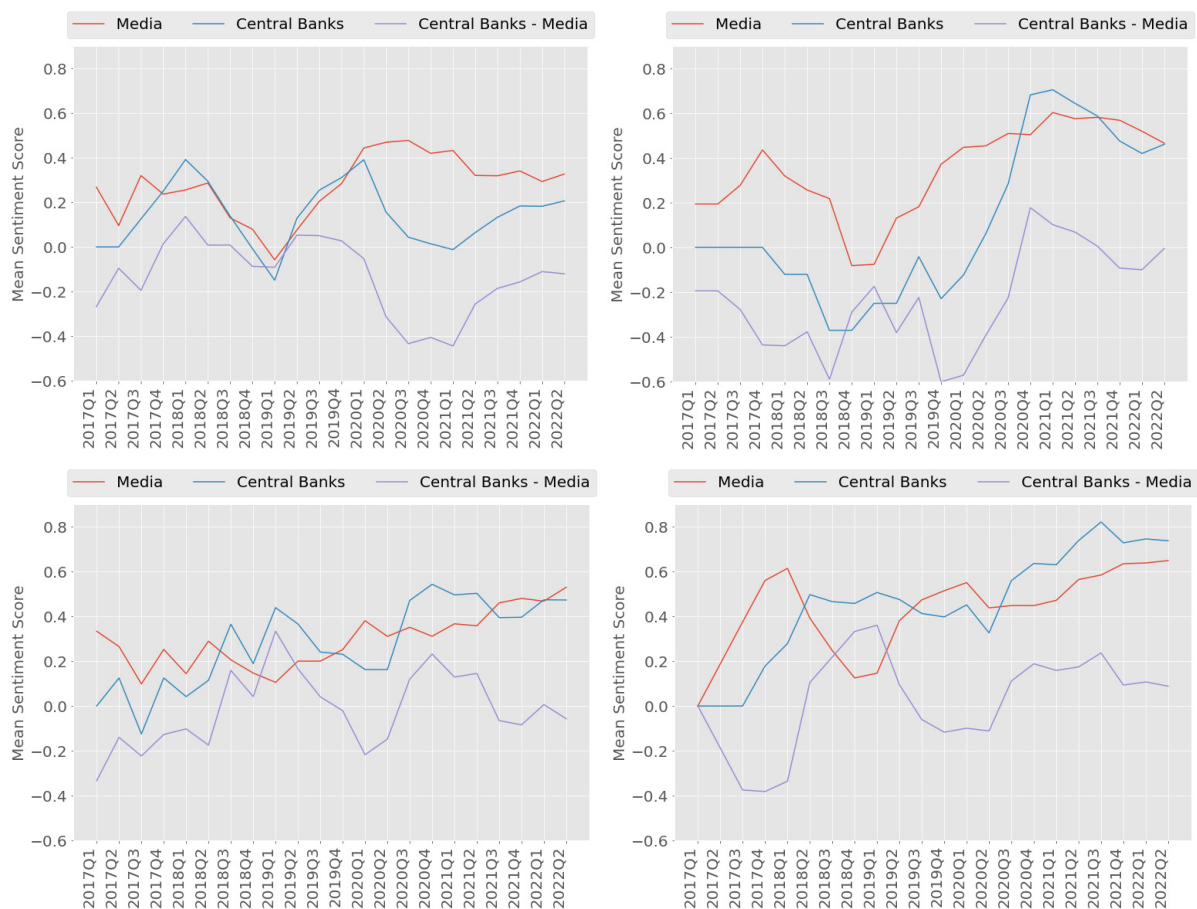 Media Central Banks Central Banks - Media
Mean Sentiment Score
0.8
0.6
0.4
0.2
0.0
−0.2
−0.4
−0.6
2017Q1
2017Q2
2017Q3
2017Q4
2018Q1
2018Q2
2018Q3
2018Q4
2019Q1
2019Q2
2019Q3
2019Q4
2020Q1
2020Q2
2020Q3
2020Q4
2021Q1
2021Q2
2021Q3
2021Q4
2022Q1
2022Q2
Media Central Banks Central Banks - Media
Mean Sentiment Score
0.8
0.6
0.4
0.2
0.0
−0.2
−0.4
−0.6
2017Q1
2017Q2
2017Q3
2017Q4
2018Q1
2018Q2
2018Q3
2018Q4
2019Q1
2019Q2
2019Q3
2019Q4
2020Q1
2020Q2
2020Q3
2020Q4
2021Q1
2021Q2
2021Q3
2021Q4
2022Q1
2022Q2
Media Central Banks Central Banks - Media
Mean Sentiment Score
0.8
0.6
0.4
0.2
0.0
−0.2
−0.4
−0.6
2017Q1
2017Q2
2017Q3
2017Q4
2018Q1
2018Q2
2018Q3
2018Q4
2019Q1
2019Q2
2019Q3
2019Q4
2020Q1
2020Q2
2020Q3
2020Q4
2021Q1
2021Q2
2021Q3
2021Q4
2022Q1
2022Q2
Media Central Banks Central Banks - Media
Mean Sentiment Score
0.8
0.6
0.4
0.2
0.0
−0.2
−0.4
−0.6
2017Q1
2017Q2
2017Q3
2017Q4
2018Q1
2018Q2
2018Q3
2018Q4
2019Q1
2019Q2
2019Q3
2019Q4
2020Q1
2020Q2
2020Q3
2020Q4
2021Q1
2021Q2
2021Q3
2021Q4
2022Q1
2022Q2